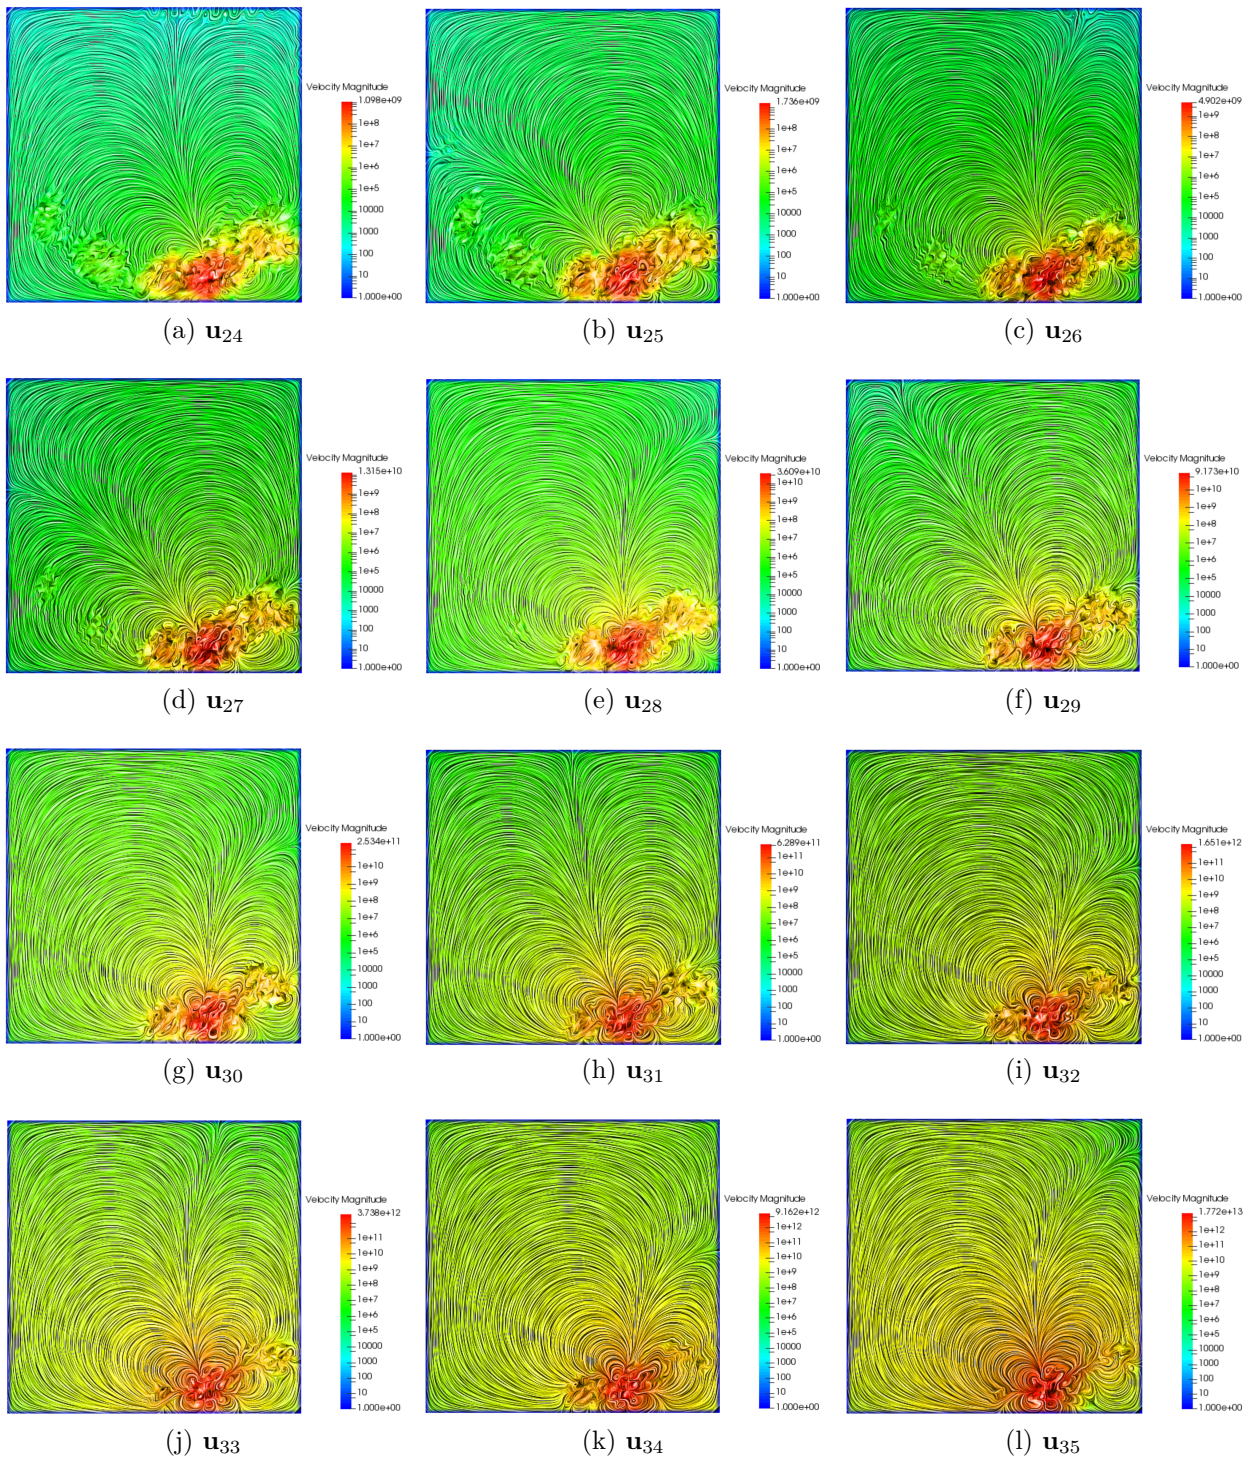 Velocity Magnitude
1.098e+09
1e+8
1e+7
1e+6
1e+5
10000
1000
100
10
1.000e+00
Velocity Magnitude
1.736e+09
1e+8
1e+7
1e+6
1e+5
10000
1000
100
10
1.000e+00
Velocity Magnitude
4.902e+09
1e+9
1e+8
1e+7
1e+6
1e+5
10000
1000
100
10
1.000e+00
(a) u24
(b) u25
(c) u26
Velocity Magnitude
1.315e+10
1e+9
1e+8
1e+7
1e+6
1e+5
10000
1000
100
10
1.000e+00
Velocity Magnitude
3.609e+10
1e+10
1e+9
1e+8
1e+7
1e+6
1e+5
10000
1000
100
10
1.000e+00
Velocity Magnitude
9.173e+10
1e+10
1e+9
1e+8
1e+7
1e+6
1e+5
10000
1000
100
10
1.000e+00
(d) u27
(e) u28
(f) u29
Velocity Magnitude
2.534e+11
1e+10
1e+9
1e+8
1e+7
1e+6
1e+5
10000
1000
100
10
1.000e+00
Velocity Magnitude
6.289e+11
1e+11
1e+10
1e+9
1e+8
1e+7
1e+6
1e+5
10000
1000
100
10
1.000e+00
Velocity Magnitude
1.651e+12
1e+11
1e+10
1e+9
1e+8
1e+7
1e+6
1e+5
10000
1000
100
10
1.000e+00
(g) u30
(h) u31
(i) u32
Velocity Magnitude
3.738e+12
1e+11
1e+10
1e+9
1e+8
1e+7
1e+6
1e+5
10000
1000
100
10
1.000e+00
Velocity Magnitude
9.162e+12
1e+12
1e+11
1e+10
1e+9
1e+8
1e+7
1e+6
1e+5
10000
1000
100
10
1.000e+00
Velocity Magnitude
1.772e+13
1e+12
1e+11
1e+10
1e+9
1e+8
1e+7
1e+6
1e+5
10000
1000
100
10
1.000e+00
(j) u33
(k) u34
(l) u35